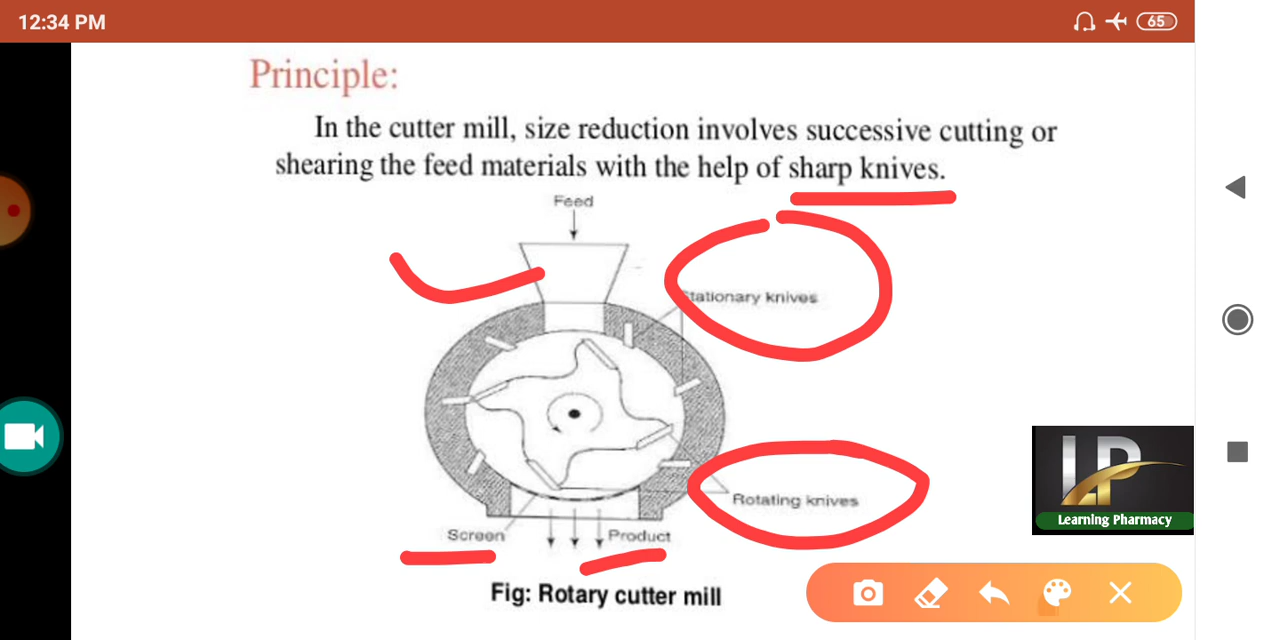 12:34 PM
65
Principle:
In the cutter mill, size reduction involves successive cutting or
shearing the feed materials with the help of sharp knives.
Feed
Stationary knives
Rotating knives
Screen
Product
Fig: Rotary cutter mill
LP
Learning Pharmacy